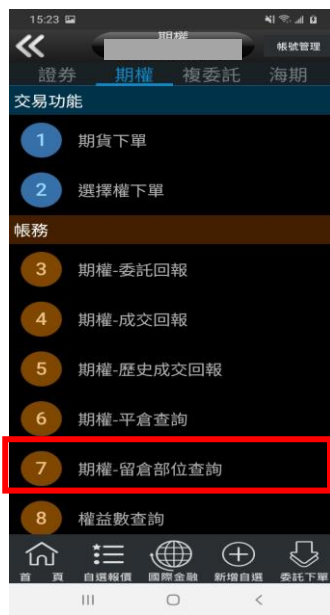 15:23
期權
帳號管理
證券 期權 複委託 海期
交易功能
1 期貨下單
2 選擇權下單
帳務
3 期權-委託回報
4 期權-成交回報
5 期權-歷史成交回報
6 期權-平倉查詢
7 期權-留倉部位查詢
8 權益數查詢
首 頁 自選報價 國際金融 新增自選 委託下單